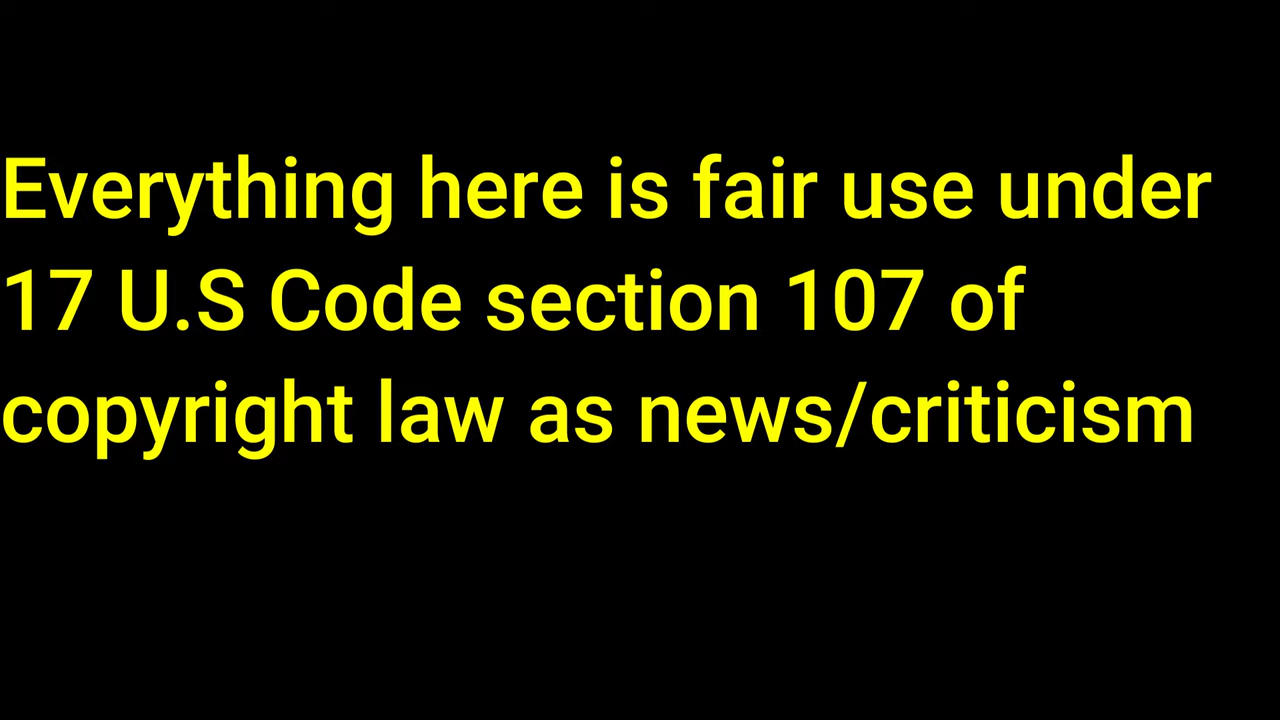 Everything here is fair use under
17 U.S Code section 107 of
copyright law as news/criticism